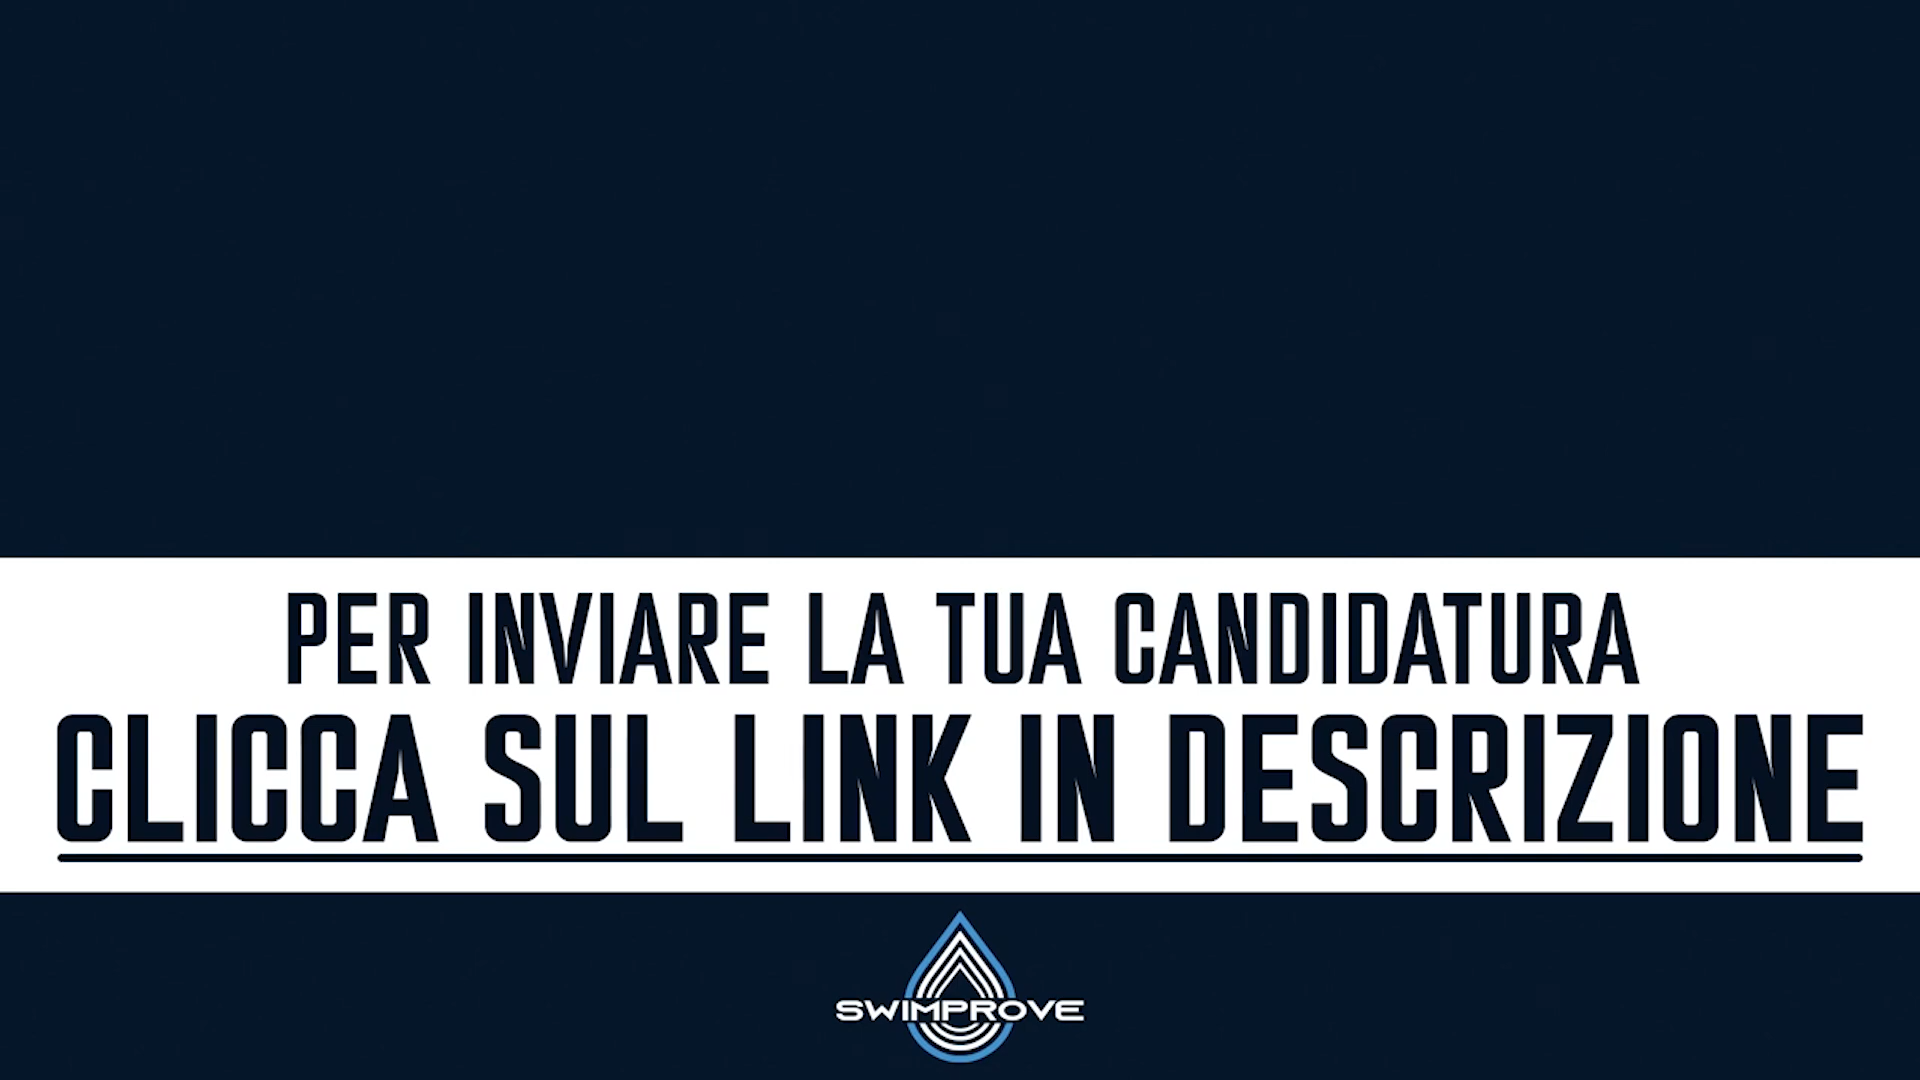 PER INVIARE LA TUA CANDIDATURA
CLICCA SUL LINK IN DESCRIZIONE
SWIMPROVE